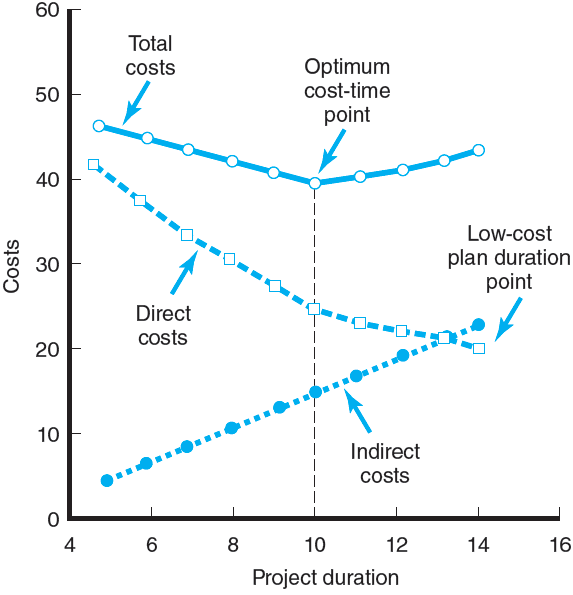 60
Total
costs
Optimum
cost-time
point
50
40
Low-cost
plan duration
point
Costs
30
Direct
costs
20
Indirect
costs
10
0
4 6 8 10 12 14 16
Project duration